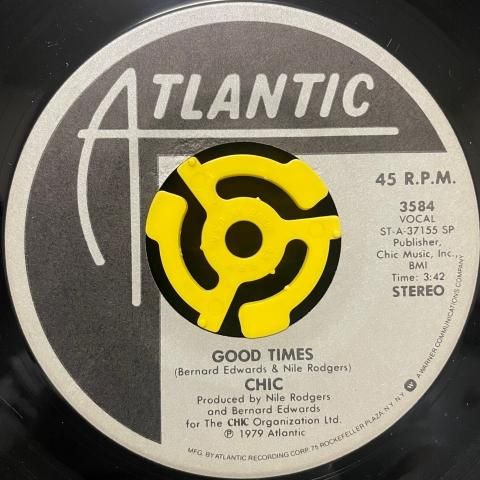 ATLANTIC
45 R.P.M.
3584
VOCAL
ST-A-37155 SP
Publisher,
Chic Music, Inc.,
BMI
Time: 3:42
STEREO
GOOD TIMES
(Bernard Edwards & Nile Rodgers)
CHIC
Produced by Nile Rodgers
and Bernard Edwards
for The CHIC Organization Ltd.
℗ 1979 Atlantic
MFG. BY ATLANTIC RECORDING CORP. 75 ROCKEFELLER PLAZA, N.Y. N.Y. W A WARNER COMMUNICATIONS COMPANY